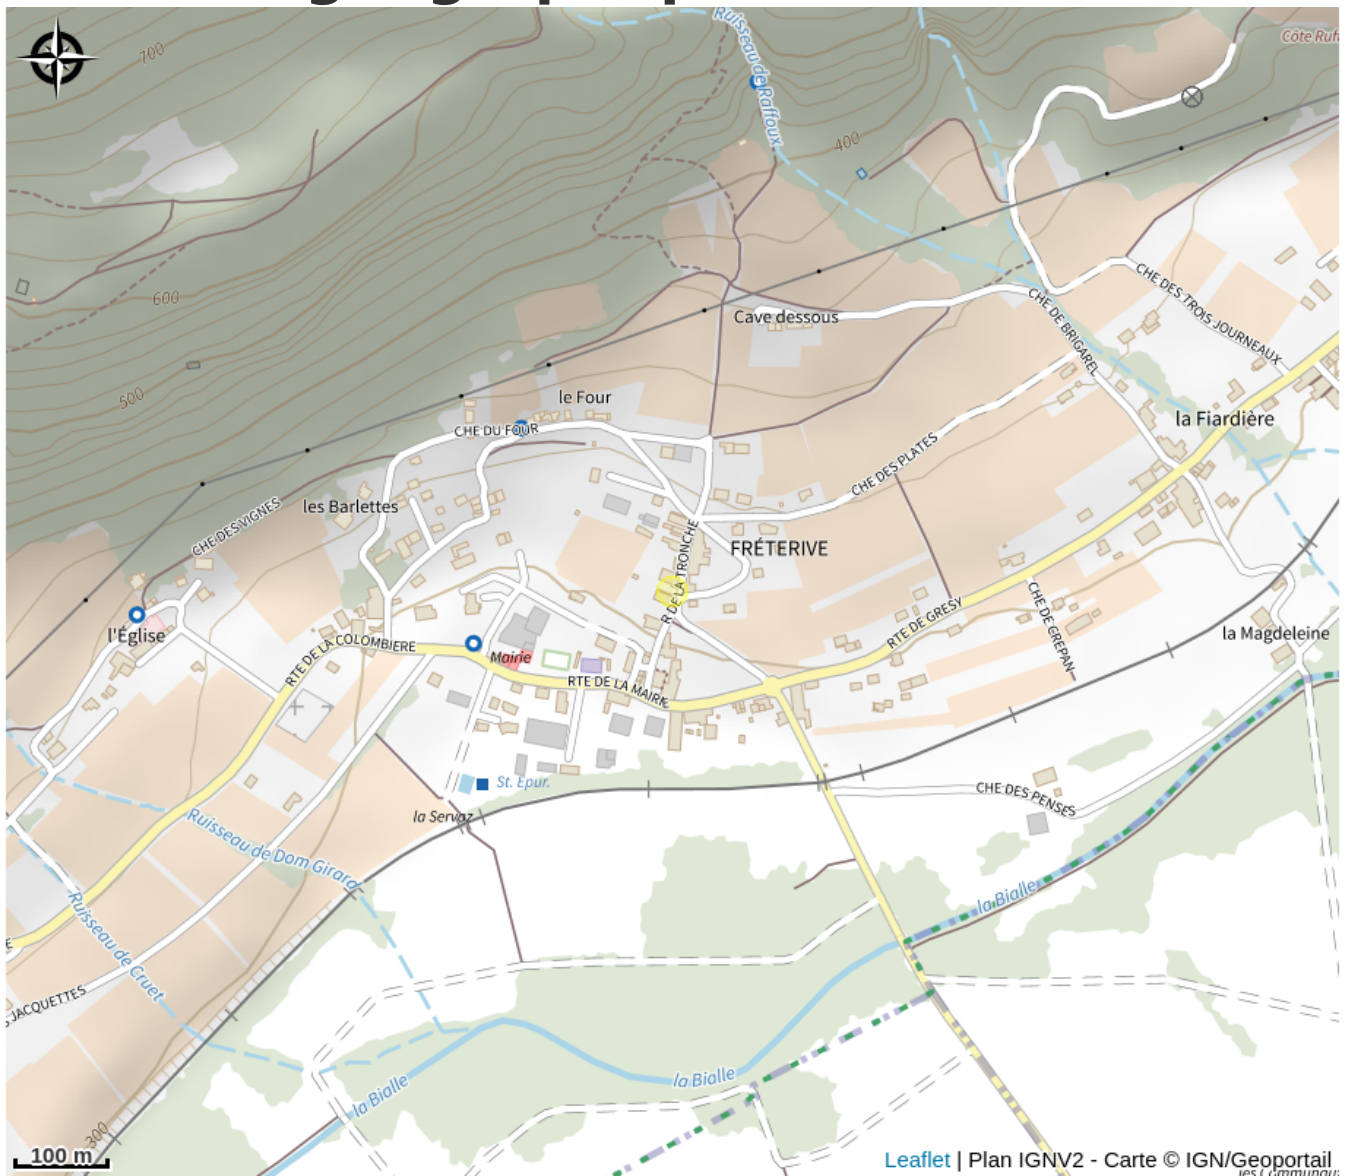 Ruisseau de Raffoux
700
Côte Ruff
400
CHE DES TROIS JOURNEAUX
600
CHE DE BRIGAREL
Cave dessous
500
le Four
la Fiardière
CHE DU FOUR
CHE DES PLATES
les Barlettes
CHE DES VIGNES
FRÉTERIVE
R DE LA TRONCHE
CHE DE GREPAN
RTE DE GRESY
l'Église
la Magdeleine
RTE DE LA COLOMBIERE
Mairie
RTE DE LA MAIRIE
St. Epur.
CHE DES PENSES
la Servaz
Ruisseau de Dom Girard
la Bialle
Ruisseau de Cruet
JACQUETTES
la Bialle
la Bialle
300
100 m
Leaflet | Plan IGNV2 - Carte © IGN/Geoportail